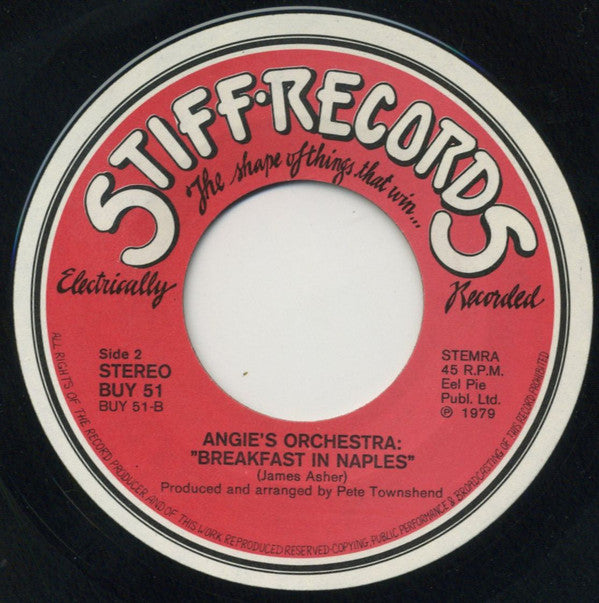 STIFF·RECORDS
"The shape of things that win...
Electrically
Recorded
Side 2
STEREO
BUY 51
BUY 51-B
STEMRA
45 R.P.M.
Eel Pie
Publ. Ltd.
℗ 1979
ANGIE'S ORCHESTRA:
"BREAKFAST IN NAPLES"
(James Asher)
Produced and arranged by Pete Townshend
ALL RIGHTS OF THE RECORD PRODUCER AND OF THIS WORK REPRODUCED RESERVED·COPYING, PUBLIC PERFORMANCE & BROADCASTING OF THIS RECORD PROHIBITED